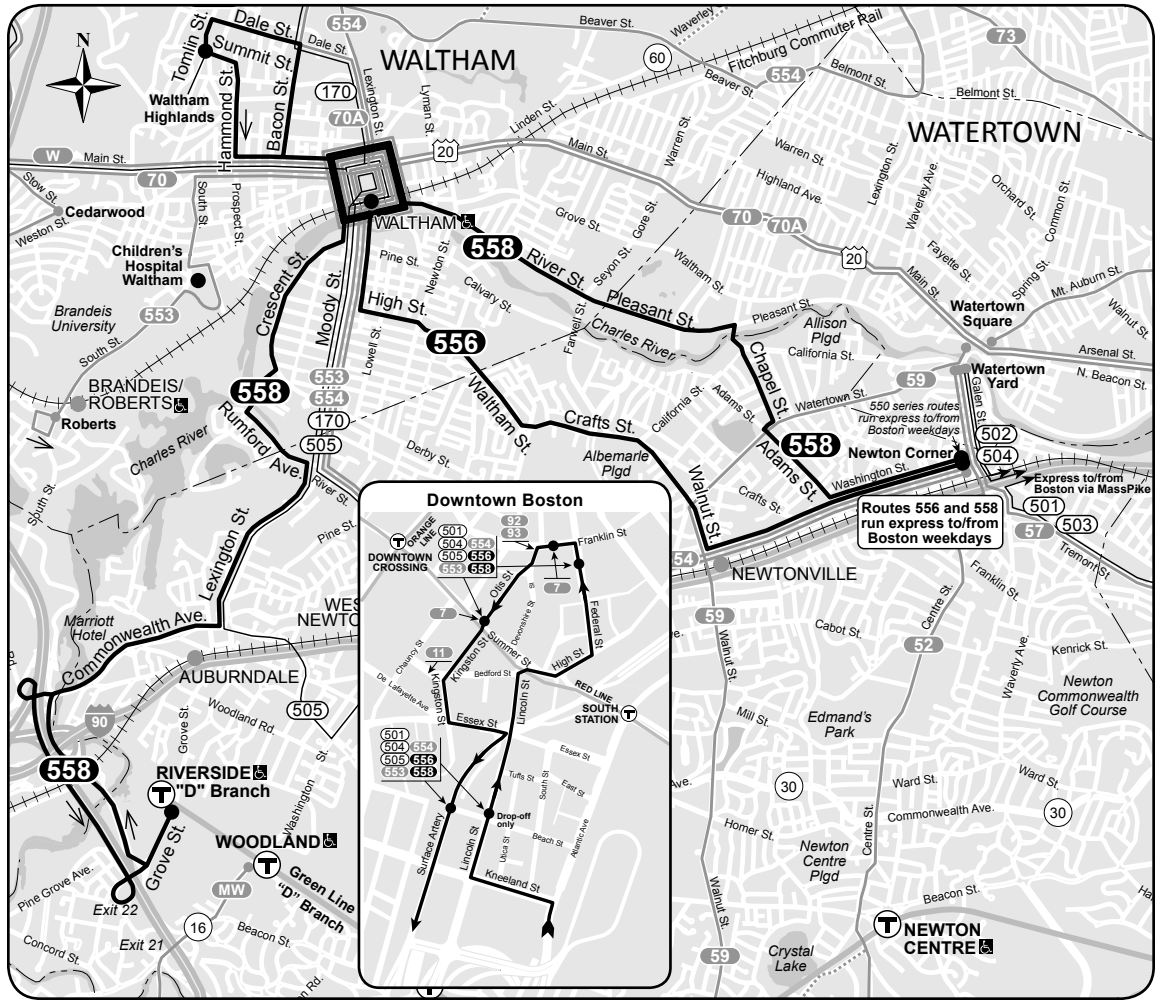 N
Tomlin St.
Dale St.
Summit St.
Waltham
Highlands
Hammond St.
Bacon St.
Dale St.
554
Lexington St.
170
70A
Lyman St.
WALTHAM
Beaver St.
Waverley
60
Fitchburg Commuter Rail
73
Beaver St.
554
Belmont St.
Belmont St.
WATERTOWN
Linden St.
20
Main St.
Warren St.
Warren St.
Highland Ave.
Lexington St.
Waverley Ave.
Orchard St.
Common St.
W
Main St.
70
Stow St.
Cedarwood
Weston St.
South St.
Prospect St.
Children's
Hospital
Waltham
Brandeis
University
553
South St.
BRANDEIS/
ROBERTS
Roberts
Charles River
South St.
WALTHAM
Crescent St.
Moody St.
Pine St.
Newton St.
Calvary St.
High St.
Lowell St.
558
River St.
Grove St.
Gore St.
Seyon St.
Farwell St.
Waltham St.
Pleasant St.
Charles River
70
70A
20
Main St.
Fayette St.
Spring St.
Mt. Auburn St.
Walnut St.
Watertown
Square
Pleasant St.
Allison
Plgd
California St.
Arsenal St.
N. Beacon St.
Watertown
Yard
59
Galen St.
Watertown St.
550 series routes
run express to/from
Boston weekdays
Newton Corner
502
504
Express to/from
Boston via MassPike
501
503
57
Tremont St.
556
Waltham St.
Crafts St.
California St.
Adams St.
Chapel St.
Adams St.
558
Washington St.
Albemarle
Plgd
Crafts St.
Walnut St.
Routes 556 and 558
run express to/from
Boston weekdays
558
553
554
170
505
Rumford Ave.
River St.
Derby St.
Pine St.
Lexington St.
54
NEWTONVILLE
Franklin St.
Marriott
Hotel
Commonwealth Ave.
WES
NEWTO
AUBURNDALE
90
505
Woodland Rd.
Grove St.
Washington
St.
558
RIVERSIDE
T
"D" Branch
WOODLAND
T
Green Line
"D" Branch
MW
Grove St.
Pine Grove Ave.
Exit 22
16
Exit 21
Beacon St.
Concord St.
n Rd.
Downtown Boston
T
ORANGE
LINE
DOWNTOWN
CROSSING
501
504 554
505 556
553 558
92
93
Franklin St
7
Otis St
7
Devonshire St
St
Federal St
Summer St
Chauncy St
11
Kingston St
Bedford St
High St
De Lafayette Ave
Kingston St
Lincoln St
RED LINE
SOUTH
STATION
T
Essex St
Essex St
501
504 554
505 556
553 558
Tufts St
South St
East St
Drop-off
only
Surface Artery
Lincoln St
Utica St
Beach St
Atlantic Ave
Kneeland St
T
59
e.
Walnut St.
Cabot St.
Centre St.
52
Waverly Ave.
Kenrick St.
Newton
Commonwealth
Golf Course
Mill St.
Edmand's
Park
Ave.
30
Ward St.
Ward St.
Commonwealth Ave.
30
Homer St.
Centre St.
Newton
Centre
Plgd
Beacon St.
Ha
Walnut St.
T
NEWTON
CENTRE
59
Crystal
Lake